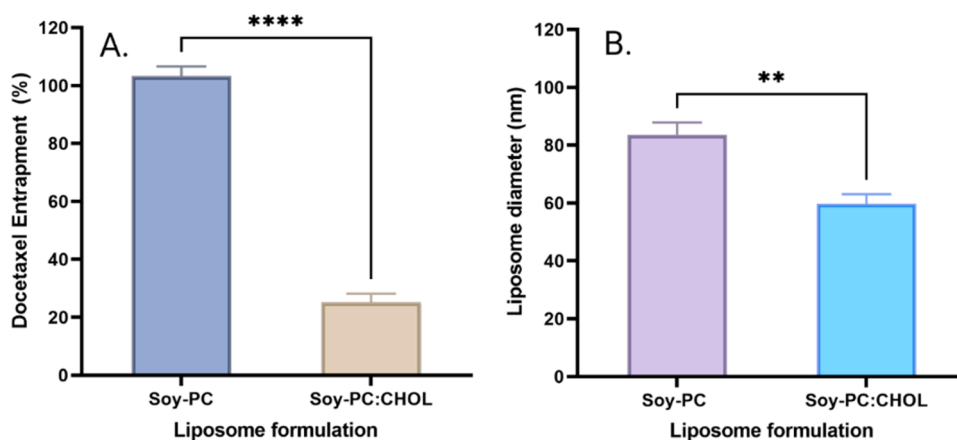 A.
****
Docetaxel Entrapment (%)
120
100
80
60
40
20
0
Soy-PC
Soy-PC:CHOL
Liposome formulation
B.
**
Liposome diameter (nm)
120
100
80
60
40
20
0
Soy-PC
Soy-PC:CHOL
Liposome formulation